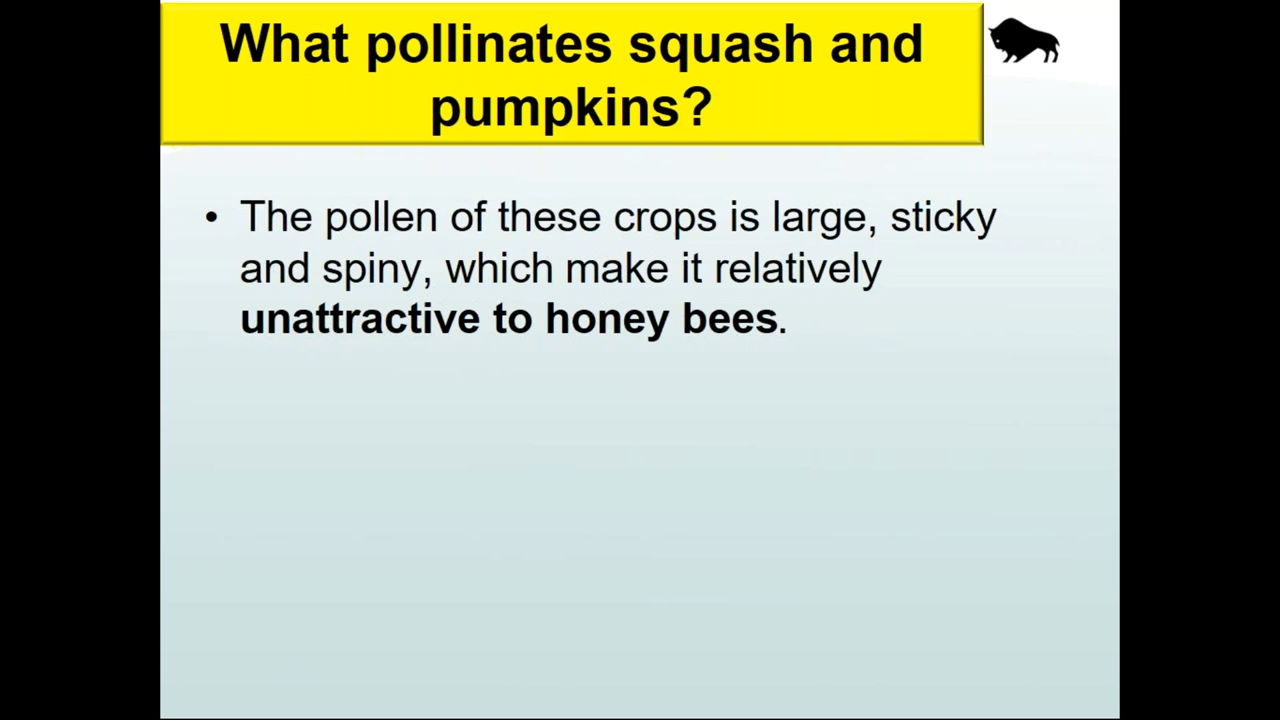 What pollinates squash and
pumpkins?
• The pollen of these crops is large, sticky
and spiny, which make it relatively
unattractive to honey bees.